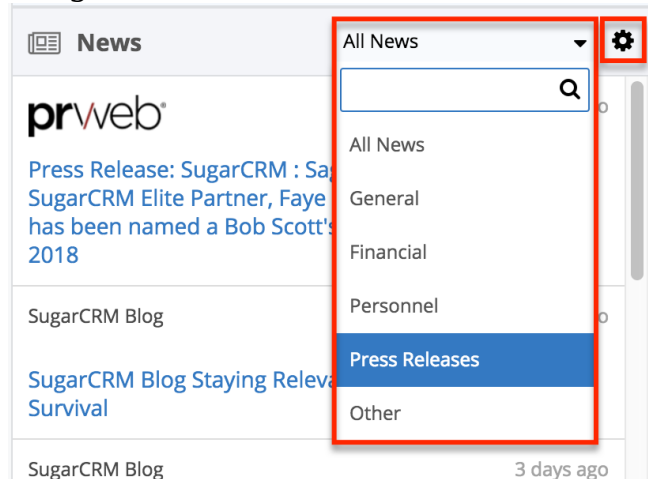 News
All News
prweb
o
All News
Press Release: SugarCRM : Sa
SugarCRM Elite Partner, Faye
General
has been named a Bob Scott's
2018
Financial
Personnel
SugarCRM Blog
o
Press Releases
SugarCRM Blog Staying Releva
Survival
Other
SugarCRM Blog
3 days ago